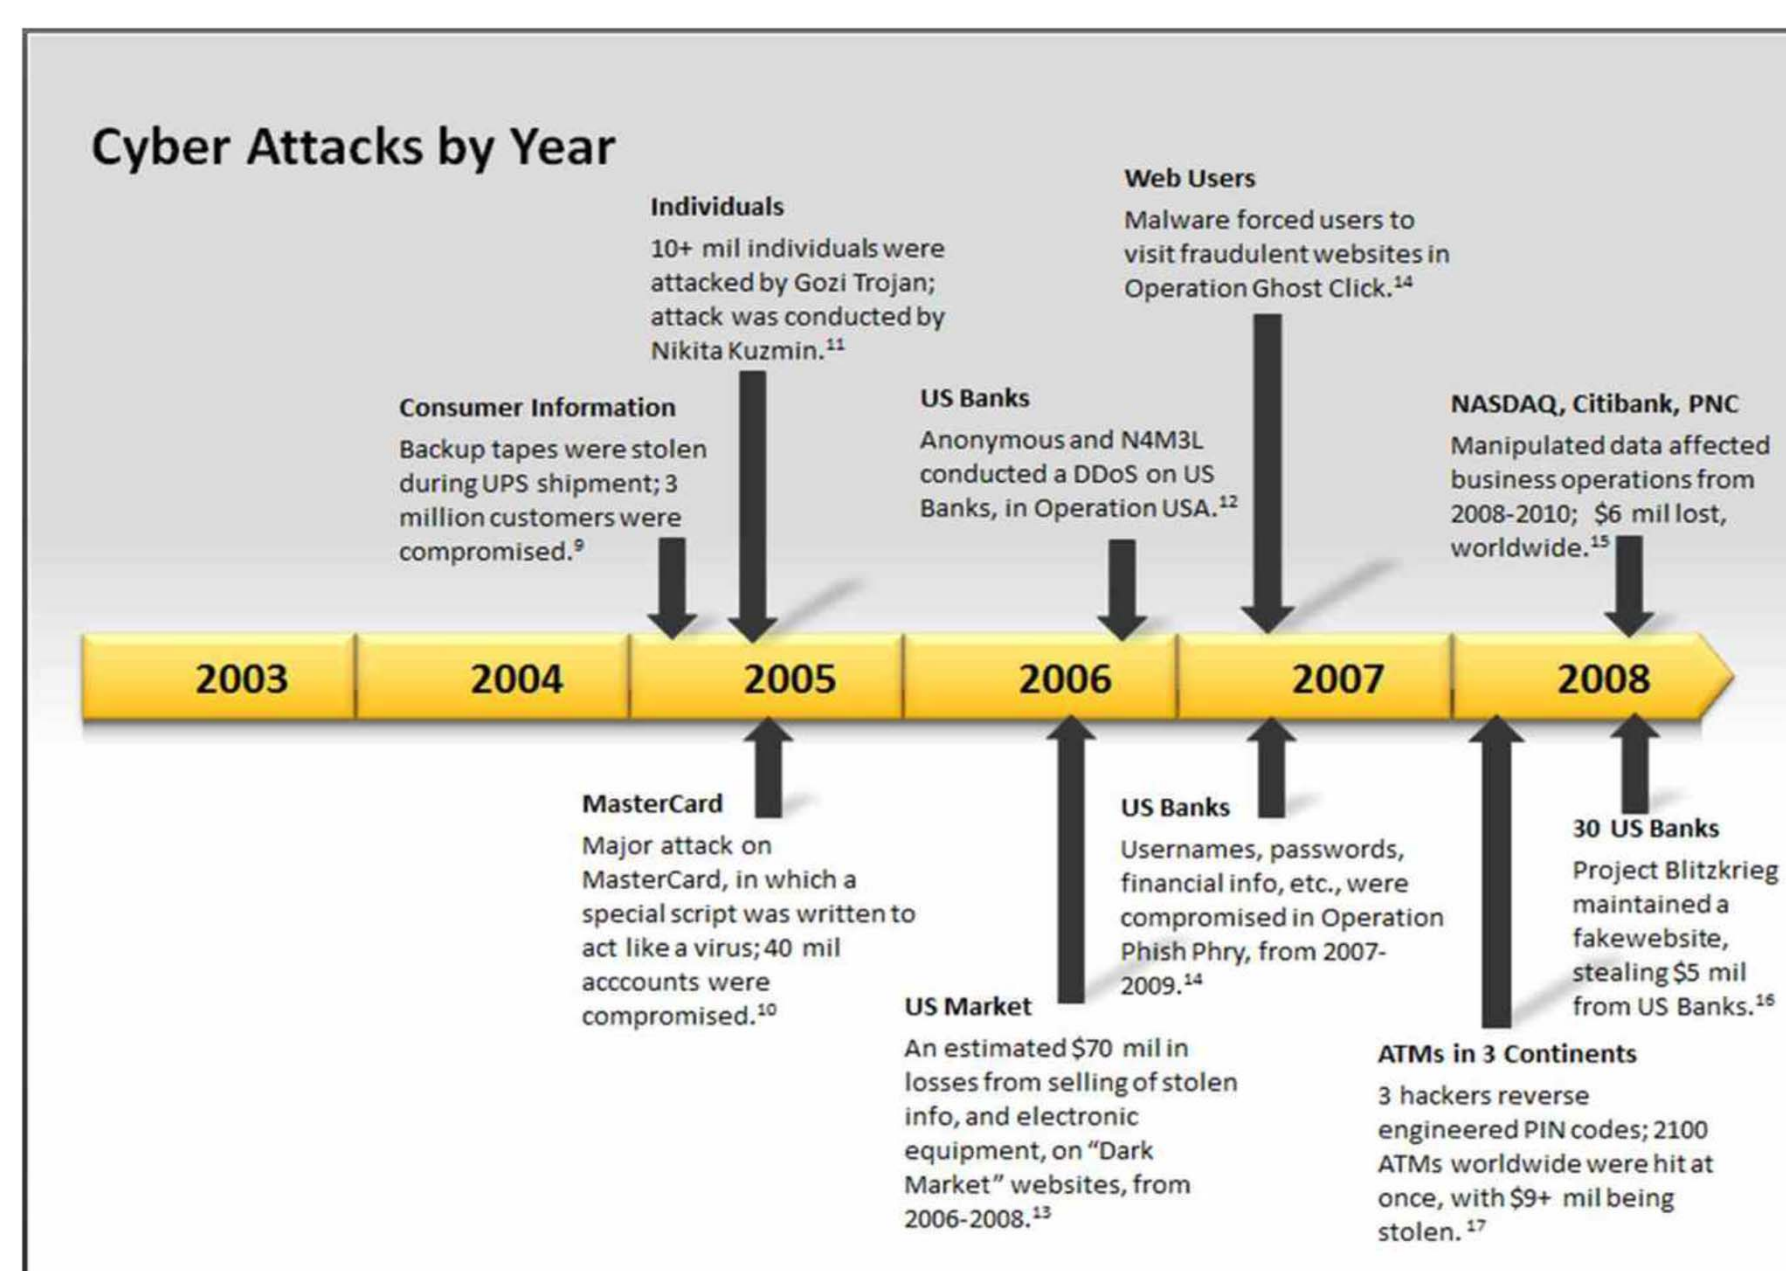 Cyber Attacks by Year
Individuals
10+ mil individuals were
attacked by Gozi Trojan;
attack was conducted by
Nikita Kuzmin.¹¹
Web Users
Malware forced users to
visit fraudulent websites in
Operation Ghost Click.¹⁴
Consumer Information
Backup tapes were stolen
during UPS shipment; 3
million customers were
compromised.⁹
US Banks
Anonymous and N4M3L
conducted a DDoS on US
Banks, in Operation USA.¹²
NASDAQ, Citibank, PNC
Manipulated data affected
business operations from
2008-2010; $6 mil lost,
worldwide.¹⁵
2003 2004 2005 2006 2007 2008
MasterCard
Major attack on
MasterCard, in which a
special script was written to
act like a virus; 40 mil
acccounts were
compromised.¹⁰
US Market
An estimated $70 mil in
losses from selling of stolen
info, and electronic
equipment, on “Dark
Market” websites, from
2006-2008.¹³
US Banks
Usernames, passwords,
financial info, etc., were
compromised in Operation
Phish Phry, from 2007-
2009.¹⁴
ATMs in 3 Continents
3 hackers reverse
engineered PIN codes; 2100
ATMs worldwide were hit at
once, with $9+ mil being
stolen. ¹⁷
30 US Banks
Project Blitzkrieg
maintained a
fakewebsite,
stealing $5 mil
from US Banks.¹⁶